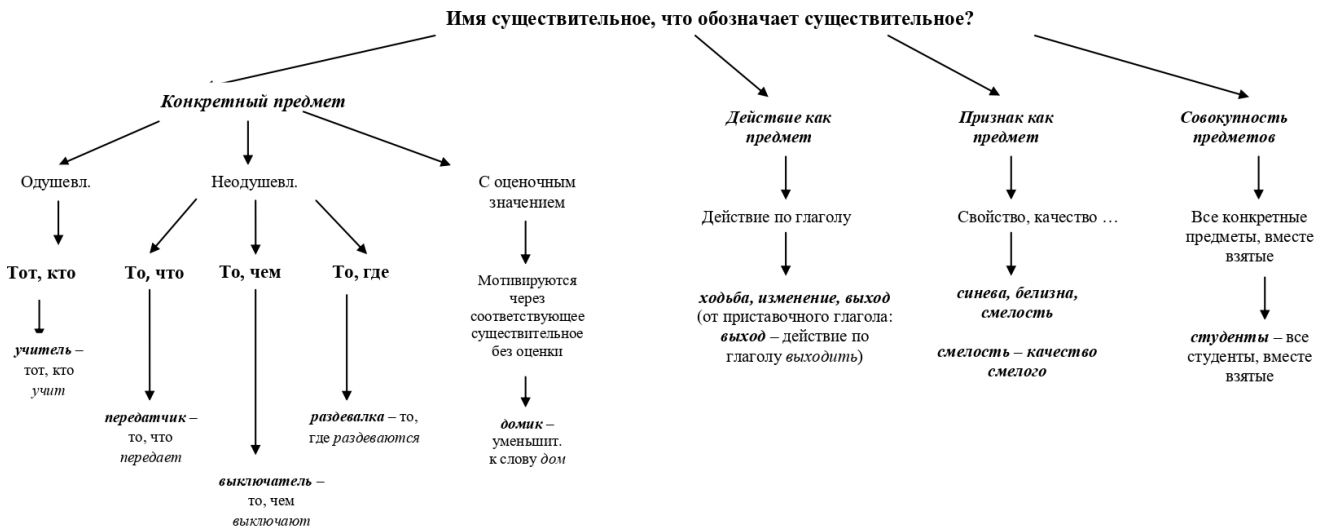 Имя существительное, что обозначает существительное?
Конкретный предмет
Действие как
предмет
Признак как
предмет
Совокупность
предметов
Одушевл.
Неодушевл.
С оценочным
значением
Действие по глаголу
Свойство, качество …
Все конкретные
предметы, вместе
взятые
Тот, кто
То, что
То, чем
То, где
Мотивируются
через
соответствующее
существительное
без оценки
ходьба, изменение, выход
(от приставочного глагола:
выход – действие по
глаголу выходить)
синева, белизна,
смелость
смелость – качество
смелого
студенты – все
студенты, вместе
взятые
учитель –
тот, кто
учит
передатчик –
то, что
передает
выключатель –
то, чем
выключают
раздевалка – то,
где раздеваются
домик –
уменьшит.
к слову дом